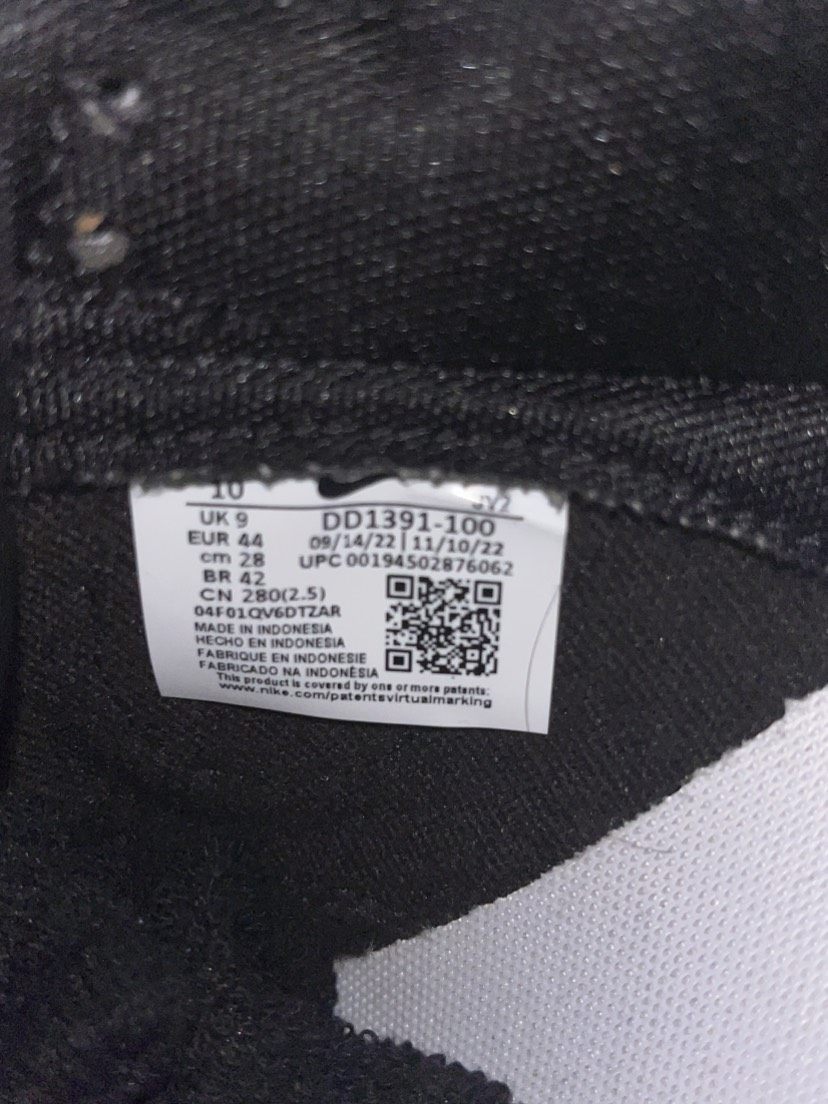 10 JV2
UK 9 DD1391-100
EUR 44 09/14/22 | 11/10/22
cm 28 UPC 00194502876062
BR 42
CN 280(2.5)
04F01QV6DTZAR
MADE IN INDONESIA
HECHO EN INDONESIA
FABRIQUE EN INDONESIE
FABRICADO NA INDONÉSIA
This product is covered by one or more patents:
www.nike.com/patentsvirtualmarking